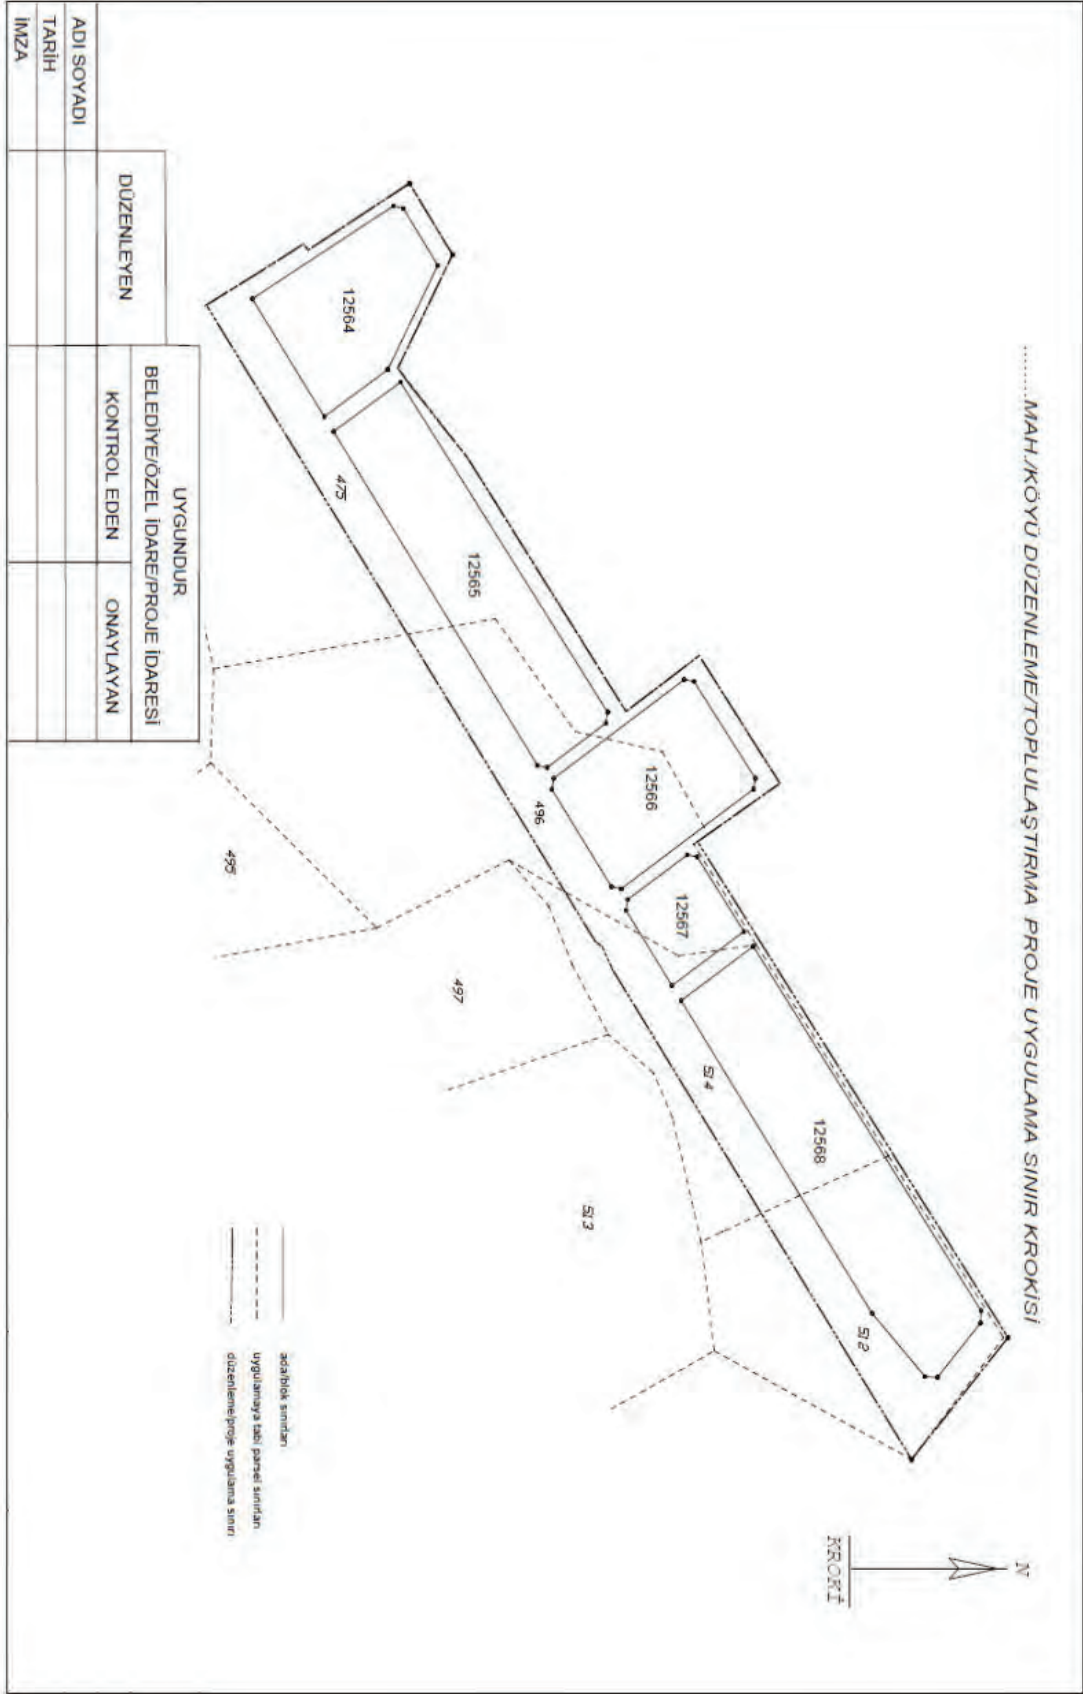 ........MAH./KÖYÜ DÜZENLEME/TOPLULAŞTIRMA PROJE UYGULAMA SINIR KROKİSİ
N
KROKİ
12564
12565
12566
12567
12568
475
496
514
512
495
497
513
ada/blok sınırları
uygulamaya tabi parsel sınırları
düzenleme/proje uygulama sınırı
UYGUNDUR
BELEDİYE/ÖZEL İDARE/PROJE İDARESİ
DÜZENLEYEN
KONTROL EDEN
ONAYLAYAN
ADI SOYADI
TARİH
İMZA